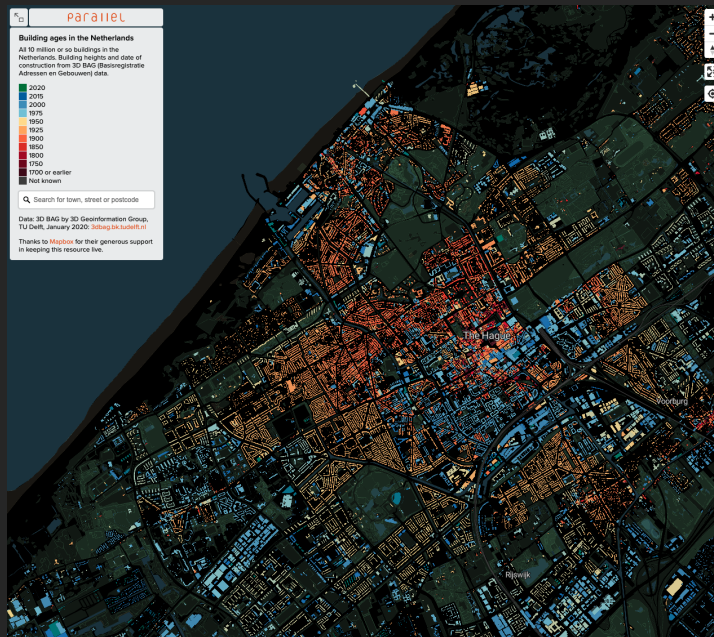 parallel
Building ages in the Netherlands
All 10 million or so buildings in the
Netherlands. Building heights and date of
construction from 3D BAG (Basisregistratie
Adressen en Gebouwen) data.
2020
2015
2000
1975
1950
1925
1900
1850
1800
1750
1700 or earlier
Not known
Search for town, street or postcode
Data: 3D BAG by 3D Geoinformation Group,
TU Delft, January 2020: 3dbag.bk.tudelft.nl
Thanks to Mapbox for their generous support
in keeping this resource live.
The Hague
Voorburg
Rijswijk